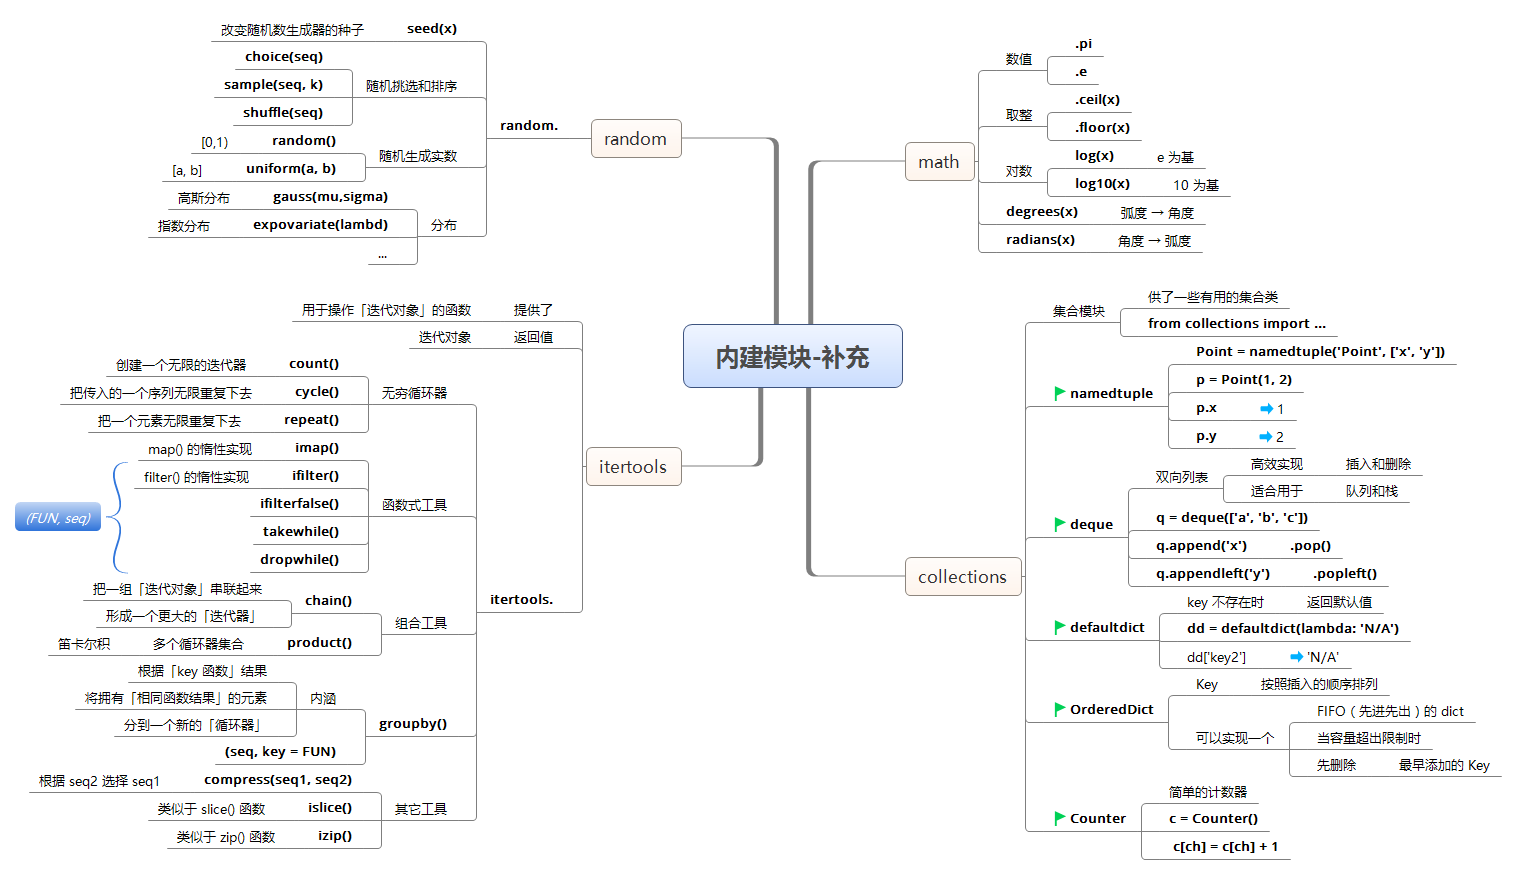 内建模块-补充
random
random.
seed(x) 改变随机数生成器的种子
随机挑选和排序
choice(seq)
sample(seq, k)
shuffle(seq)
随机生成实数
random() [0,1)
uniform(a, b) [a, b]
分布
gauss(mu,sigma) 高斯分布
expovariate(lambd) 指数分布
...
itertools
提供了 用于操作「迭代对象」的函数
返回值 迭代对象
itertools.
无穷循环器
count() 创建一个无限的迭代器
cycle() 把传入的一个序列无限重复下去
repeat() 把一个元素无限重复下去
函数式工具
imap() map() 的惰性实现
ifilter() filter() 的惰性实现
ifilterfalse()
takewhile()
dropwhile()
(FUN, seq)
组合工具
chain()
把一组「迭代对象」串联起来
形成一个更大的「迭代器」
product() 多个循环器集合 笛卡尔积
groupby()
内涵
根据「key 函数」结果
将拥有「相同函数结果」的元素
分到一个新的「循环器」
(seq, key = FUN)
其它工具
compress(seq1, seq2) 根据 seq2 选择 seq1
islice() 类似于 slice() 函数
izip() 类似于 zip() 函数
math
数值
.pi
.e
取整
.ceil(x)
.floor(x)
对数
log(x) e 为基
log10(x) 10 为基
degrees(x) 弧度 → 角度
radians(x) 角度 → 弧度
collections
集合模块
供了一些有用的集合类
from collections import ...
namedtuple
Point = namedtuple('Point', ['x', 'y'])
p = Point(1, 2)
p.x 1
p.y 2
deque
双向列表
高效实现 插入和删除
适合用于 队列和栈
q = deque(['a', 'b', 'c'])
q.append('x') .pop()
q.appendleft('y') .popleft()
defaultdict
key 不存在时 返回默认值
dd = defaultdict(lambda: 'N/A')
dd['key2'] 'N/A'
OrderedDict
Key 按照插入的顺序排列
可以实现一个
FIFO（先进先出）的 dict
当容量超出限制时
先删除 最早添加的 Key
Counter
简单的计数器
c = Counter()
c[ch] = c[ch] + 1